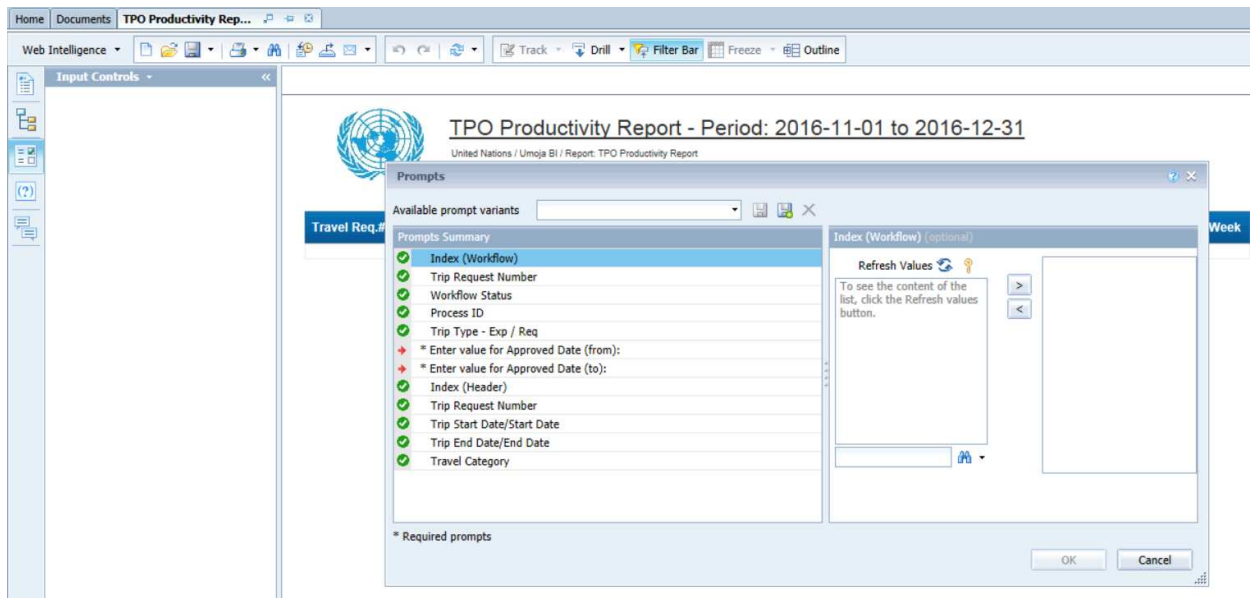 Home Documents TPO Productivity Rep...
Web Intelligence Track Drill Filter Bar Freeze Outline
Input Controls
TPO Productivity Report - Period: 2016-11-01 to 2016-12-31
United Nations / Umoja BI / Report: TPO Productivity Report
Prompts
Available prompt variants
Travel Req.# Week
Prompts Summary
Index (Workflow) (optional)
Index (Workflow)
Trip Request Number
Workflow Status
Process ID
Trip Type - Exp / Req
* Enter value for Approved Date (from):
* Enter value for Approved Date (to):
Index (Header)
Trip Request Number
Trip Start Date/Start Date
Trip End Date/End Date
Travel Category
Refresh Values
To see the content of the
list, click the Refresh values
button.
>
<
* Required prompts
OK Cancel